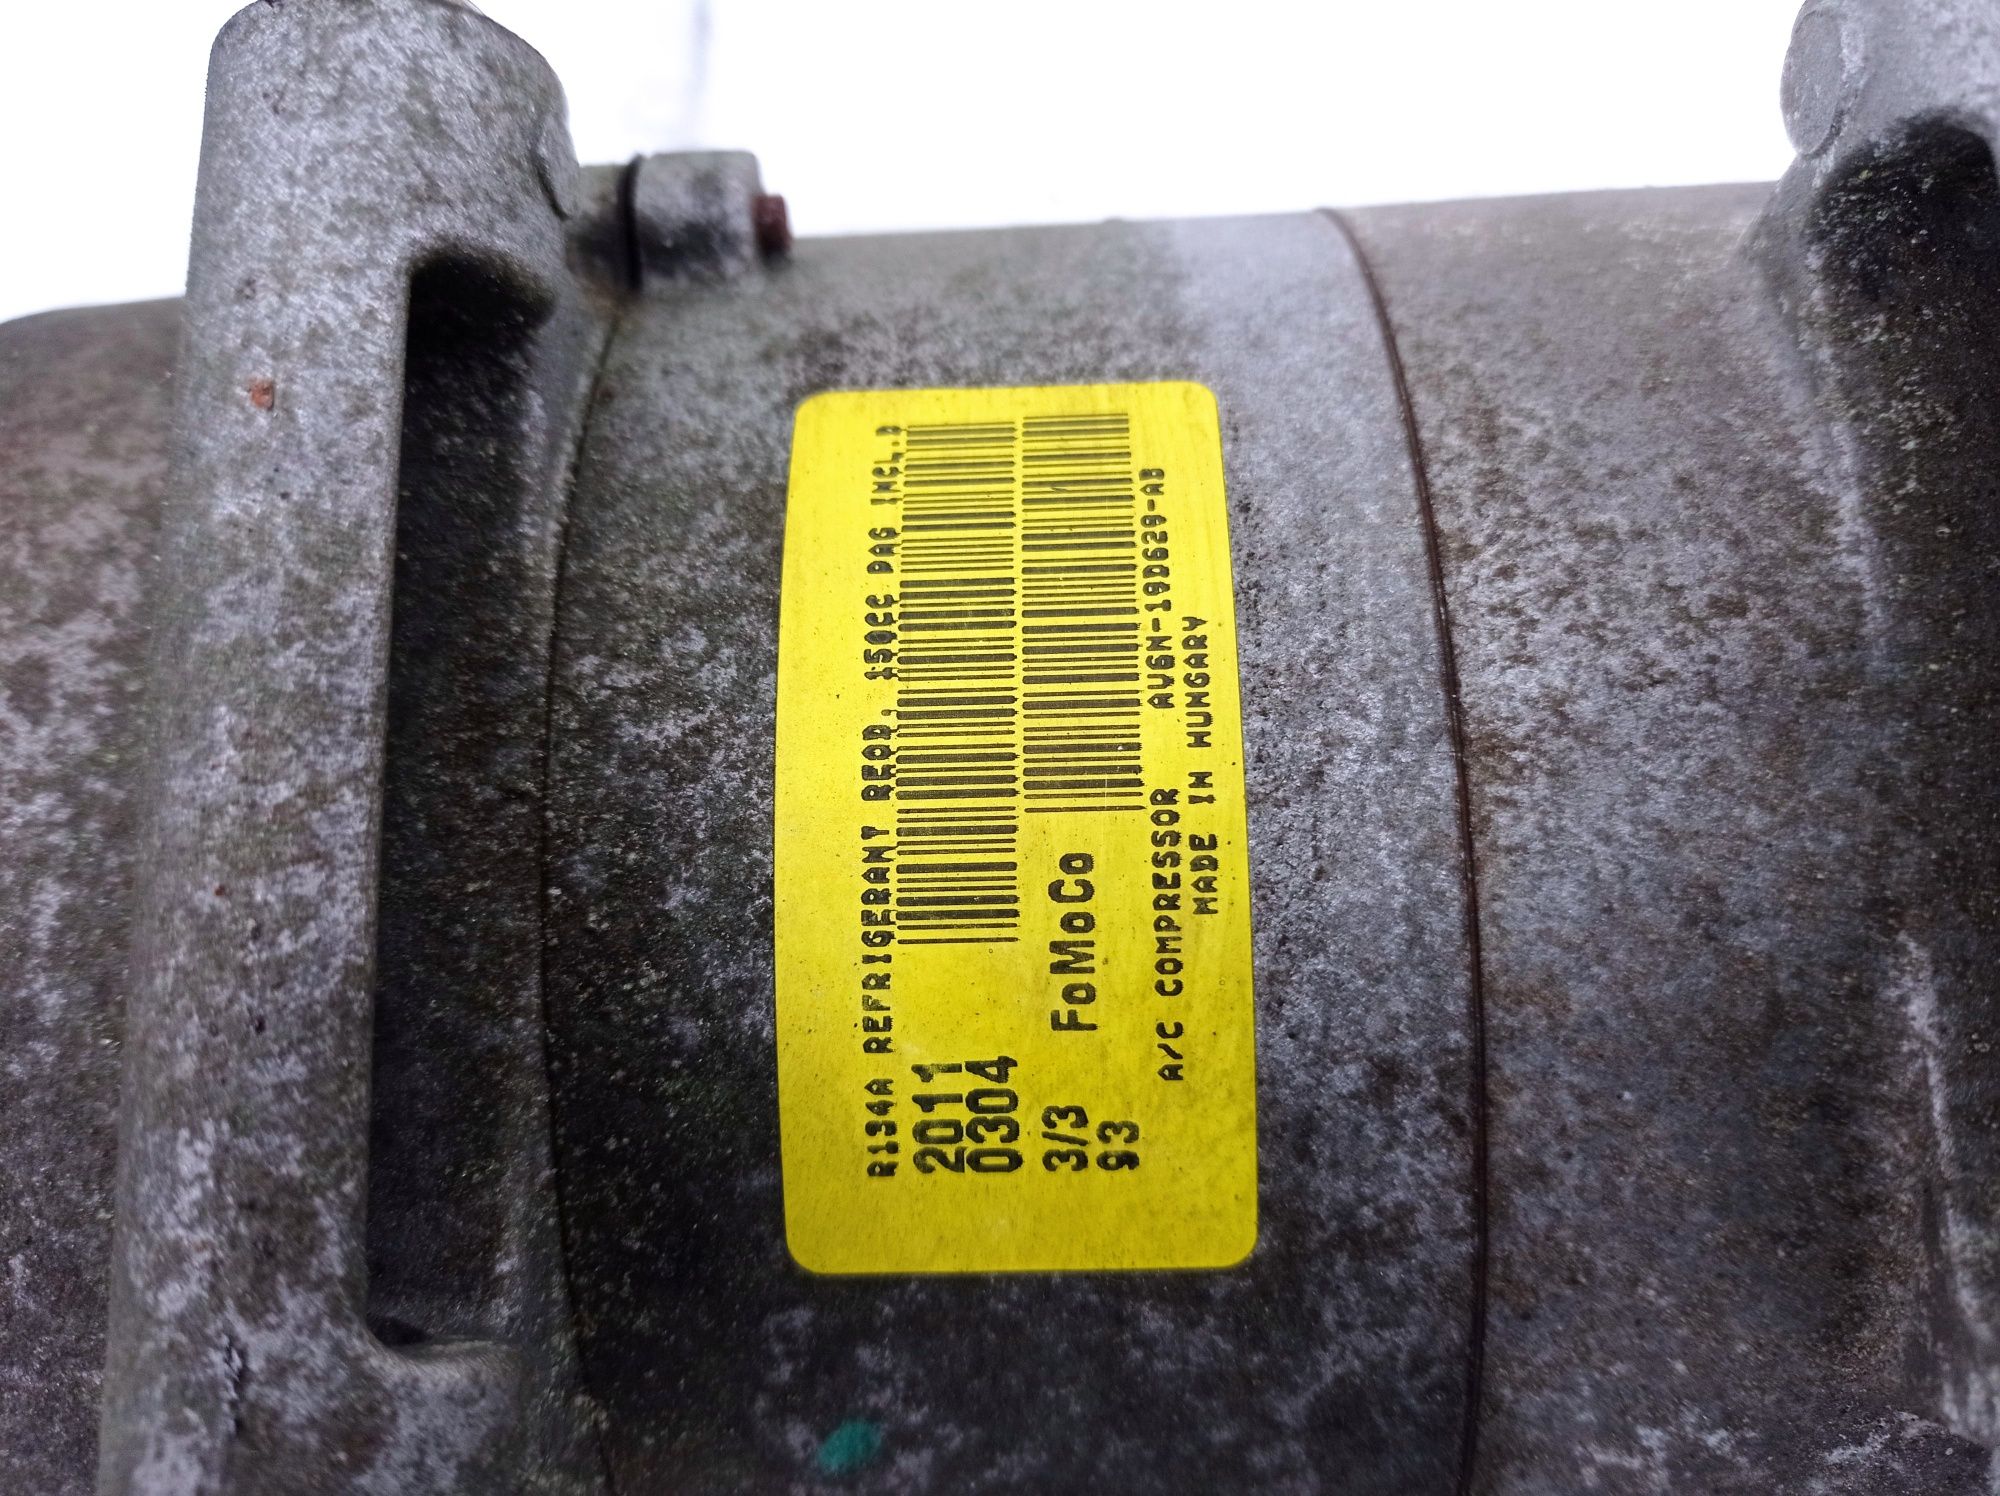 R134A REFRIGERANT REQD. 150CC PAG INCL.
2011
0304
3/3 FoMoCo
93
A/C COMPRESSOR AV6N-19D629-AB
MADE IN HUNGARY